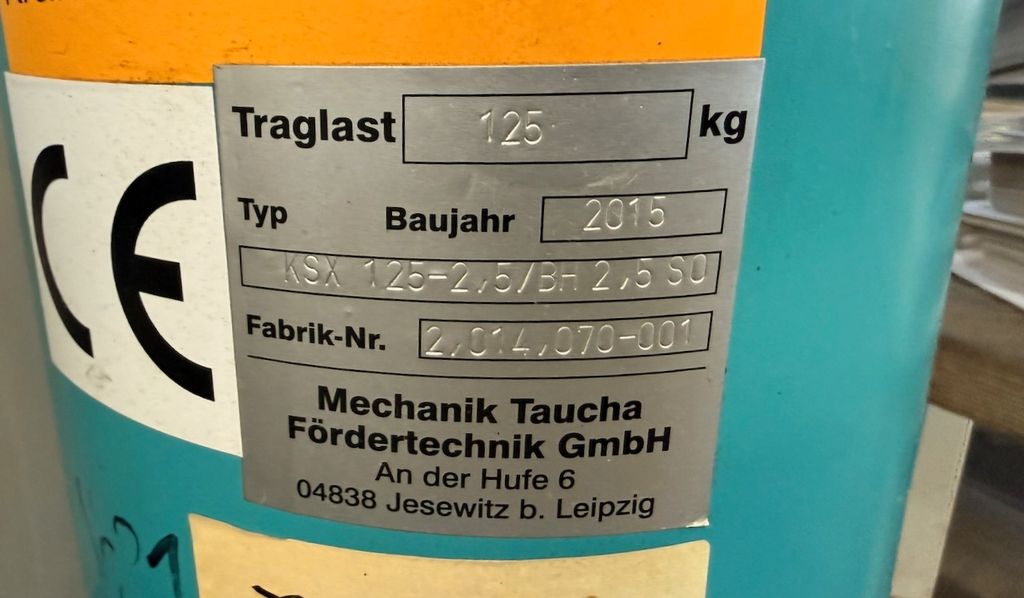 CE
Traglast 125 kg
Typ Baujahr 2015
KSX 125-2,5/BH 2,5 SO
Fabrik-Nr. 2,014,070-001
Mechanik Taucha
Fördertechnik GmbH
An der Hufe 6
04838 Jesewitz b. Leipzig